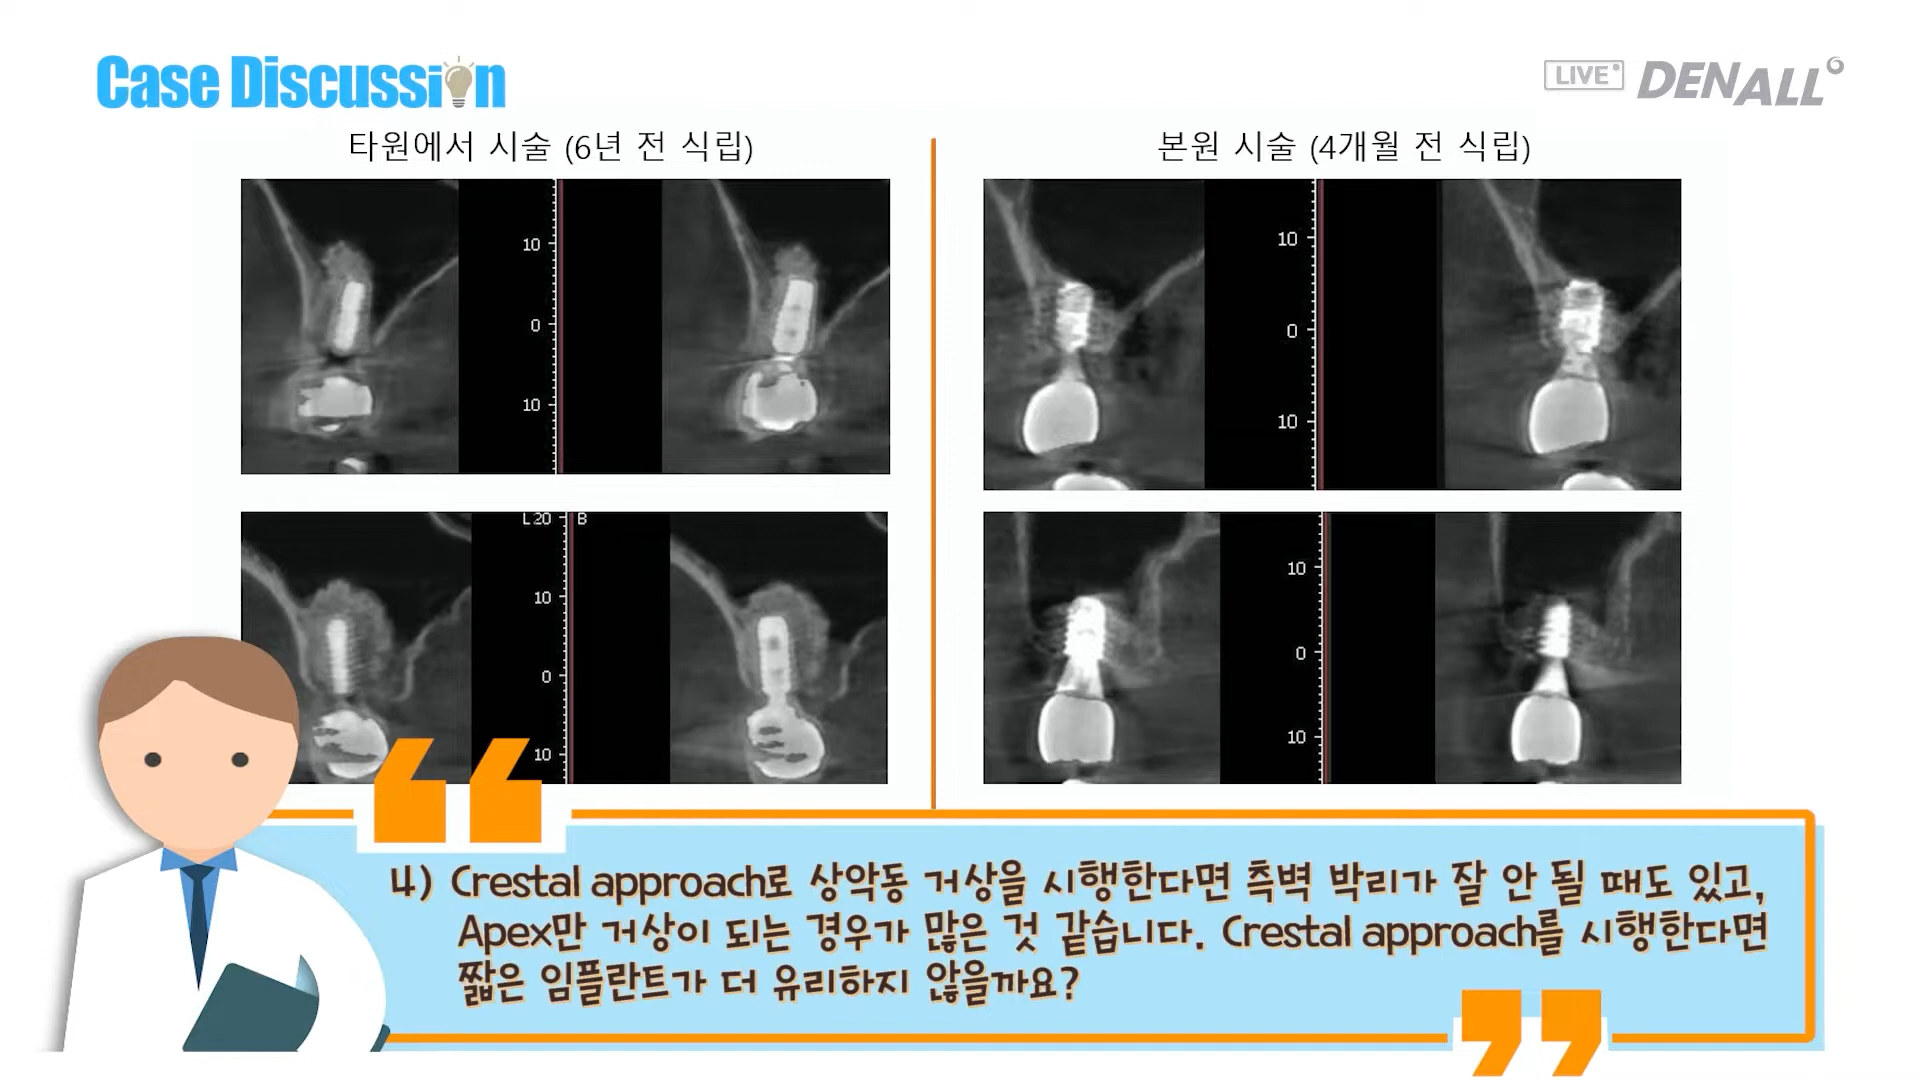 Case Discussion
LIVE DENALL
타원에서 시술 (6년 전 식립)
본원 시술 (4개월 전 식립)
10
0
10
10
0
10
L 20 B
10
0
10
10
0
10
4) Crestal approach로 상악동 거상을 시행한다면 측벽 박리가 잘 안 될 때도 있고,
Apex만 거상이 되는 경우가 많은 것 같습니다. Crestal approach를 시행한다면
짧은 임플란트가 더 유리하지 않을까요?